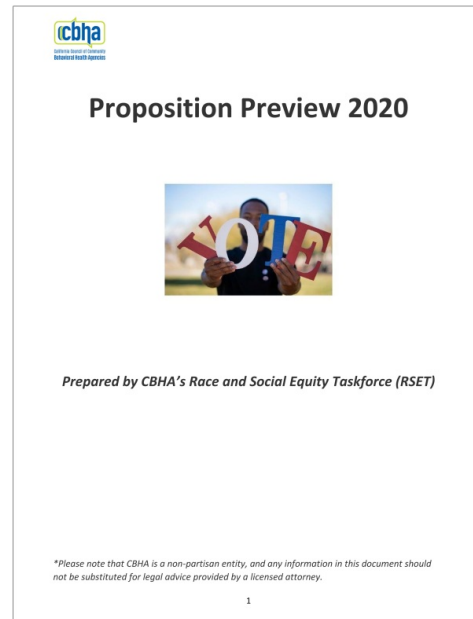 cbha
California Council of Community
Behavioral Health Agencies
Proposition Preview 2020
VOTE
Prepared by CBHA's Race and Social Equity Taskforce (RSET)
*Please note that CBHA is a non-partisan entity, and any information in this document should
not be substituted for legal advice provided by a licensed attorney.
1